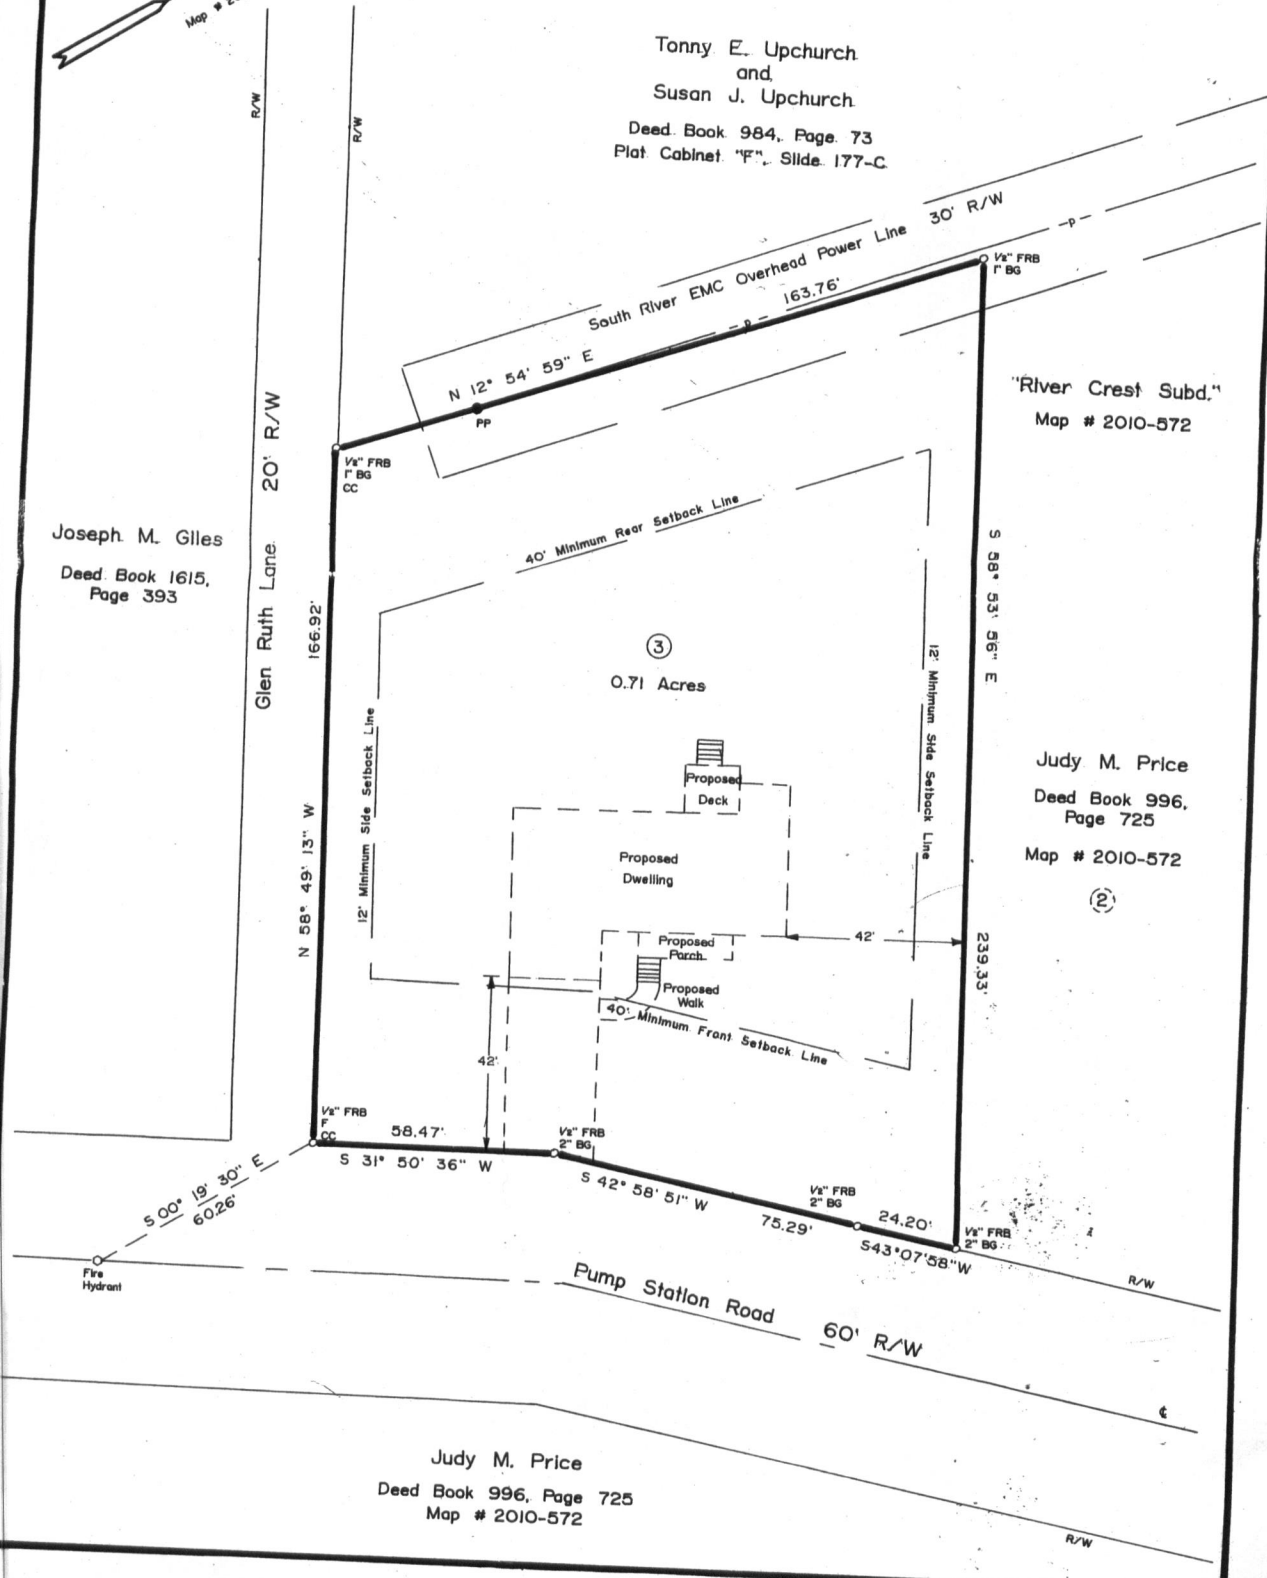 Map #
R/W
R/W
Tonny E. Upchurch
and
Susan J. Upchurch
Deed Book 984, Page 73
Plat Cabinet "F", Slide 177-C
South River EMC Overhead Power Line 30' R/W
-P-
½" FRB
1" BG
163.76'
-P-
N 12° 54' 59" E
PP
½" FRB
1" BG
CC
"River Crest Subd."
Map # 2010-572
40' Minimum Rear Setback Line
Joseph M. Giles
Deed Book 1615,
Page 393
Glen Ruth Lane 20' R/W
N 58° 49' 13" W 166.92'
12' Minimum Side Setback Line
3
0.71 Acres
12' Minimum Side Setback Line
S 58° 53' 56" E 239.33'
Judy M. Price
Deed Book 996,
Page 725
Map # 2010-572
2
Proposed
Deck
Proposed
Dwelling
Proposed
Porch
Proposed
Walk
42'
40' Minimum Front Setback Line
42'
½" FRB
F
CC
58.47'
S 31° 50' 36" W
½" FRB
2" BG
S 42° 58' 51" W
75.29'
½" FRB
2" BG
24.20'
S43°07'58"W
½" FRB
2" BG
S 00° 19' 30" E
60.26'
Fire
Hydrant
R/W
Pump Station Road 60' R/W
℄
Judy M. Price
Deed Book 996, Page 725
Map # 2010-572
R/W